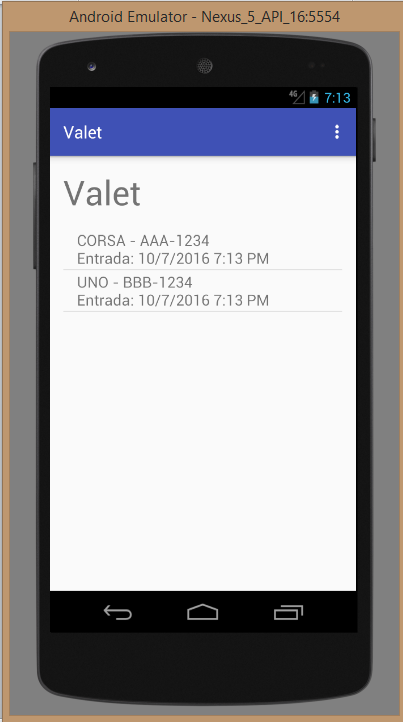 Android Emulator - Nexus_5_API_16:5554
4G 7:13
Valet
Valet
CORSA - AAA-1234
Entrada: 10/7/2016 7:13 PM
UNO - BBB-1234
Entrada: 10/7/2016 7:13 PM